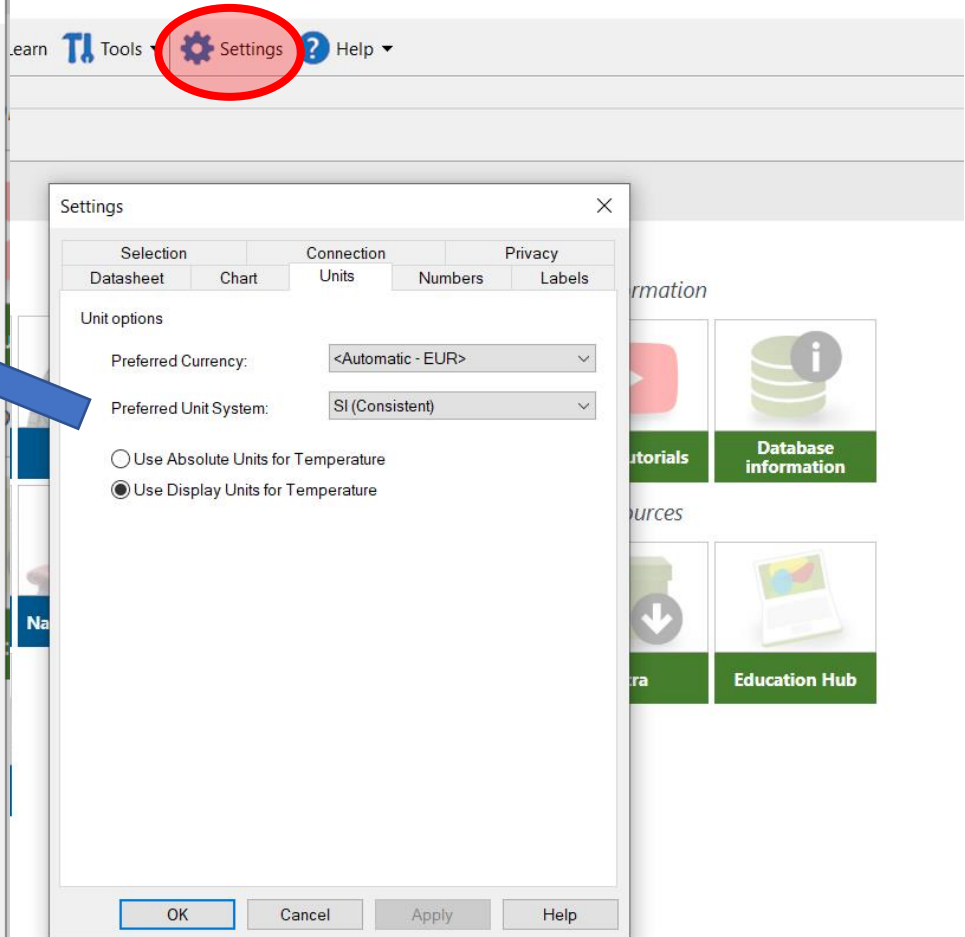 earn Tools Settings ? Help
Settings
Selection Connection Privacy
Datasheet Chart Units Numbers Labels
Unit options
Preferred Currency: <Automatic - EUR>
Preferred Unit System: SI (Consistent)
Use Absolute Units for Temperature
Use Display Units for Temperature
OK Cancel Apply Help
rmation
utorials Database
information
ources
Na
ra Education Hub